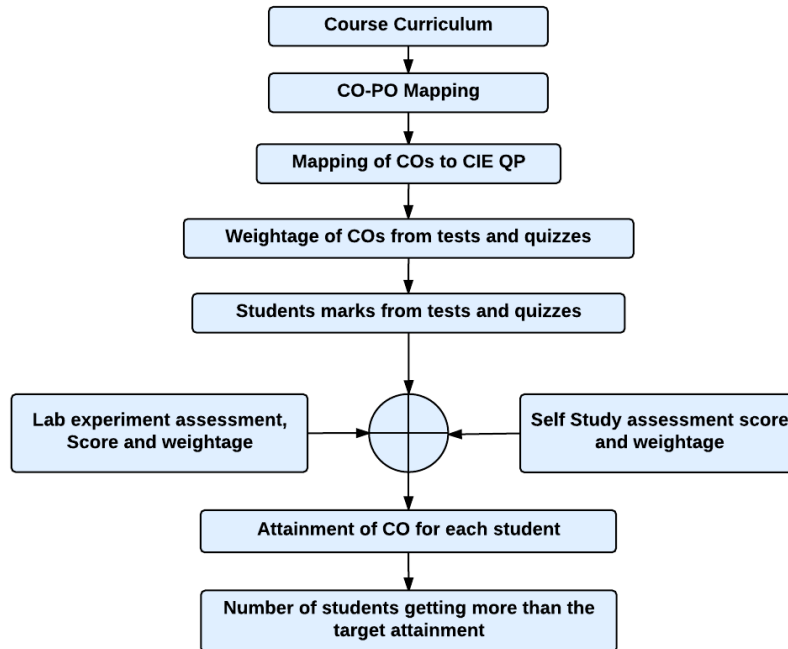 Course Curriculum
CO-PO Mapping
Mapping of COs to CIE QP
Weightage of COs from tests and quizzes
Students marks from tests and quizzes
Lab experiment assessment,
Score and weightage
Self Study assessment score
and weightage
Attainment of CO for each student
Number of students getting more than the
target attainment